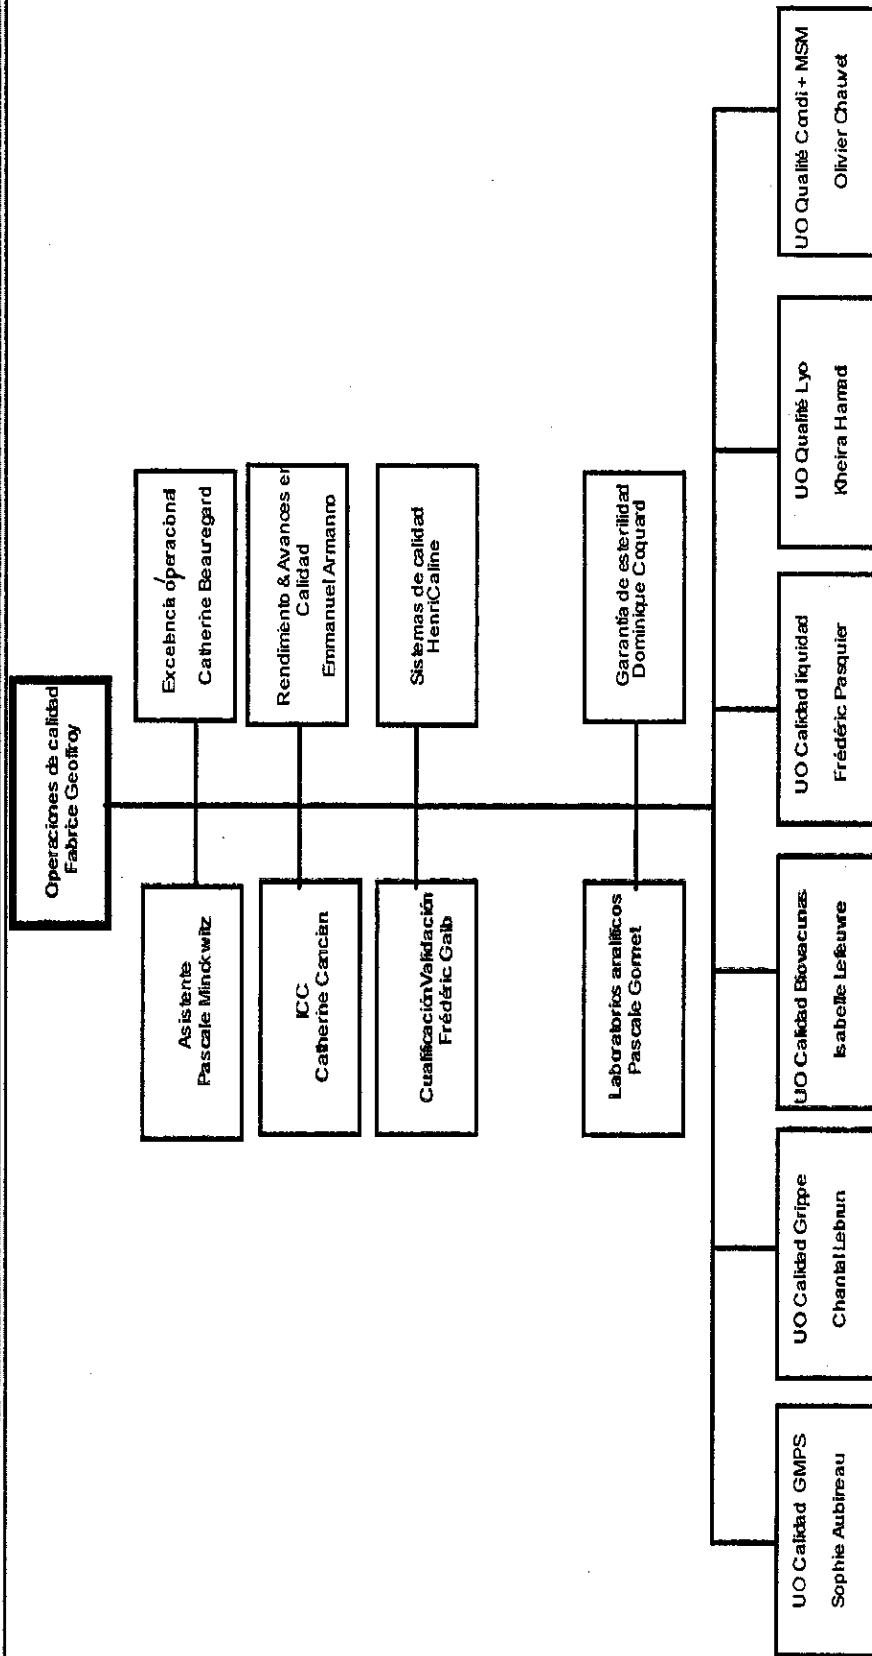 Operaciones de calidad
Fabrice Geoffroy
Asistente
Pascale Minckwitz
Excelencia operacional
Catherine Beauregard
ICC
Catherine Cancian
Rendimento & Avances en
Calidad
Emmanuel Armanno
Cualificación Validación
Frédéric Galb
Sistemas de calidad
Henri Caline
Laboratorios analíticos
Pascale Gomet
Garantía de esterilidad
Dominique Coquard
UO Calidad GMPS
Sophie Aubireau
UO Calidad Grippe
Chantal Lebrun
UO Calidad Biovacunas
Isabelle Lefeuvre
UO Calidad liquidad
Frédéric Pasquier
UO Qualité Lyo
Kheira Hamad
UO Qualité Condi + MSM
Olivier Chauvet